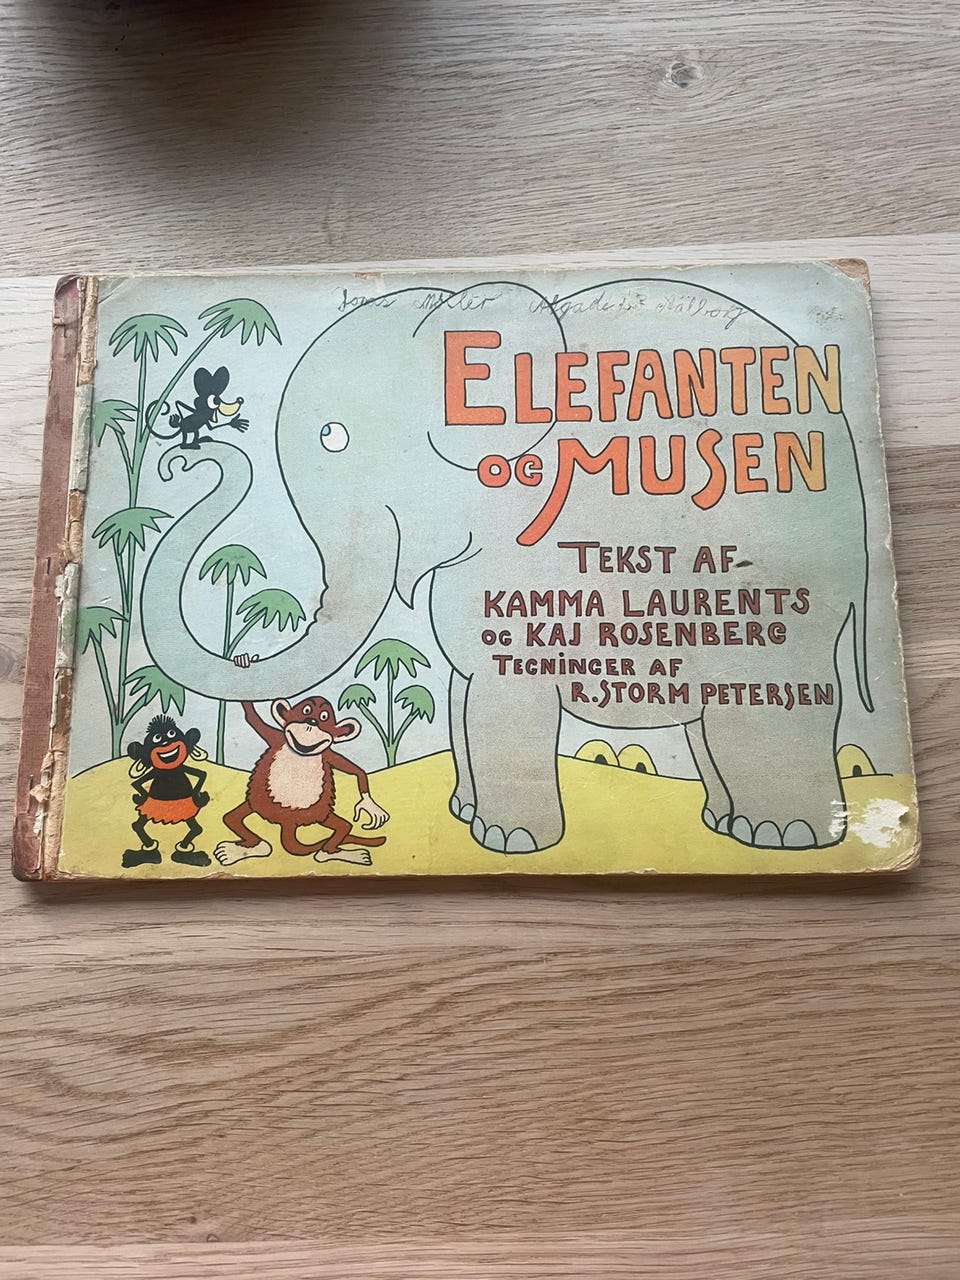 ELEFANTEN
OG MUSEN
TEKST AF
KAMMA LAURENTS
OG KAJ ROSENBERG
TEGNINGER AF
R. STORM PETERSEN